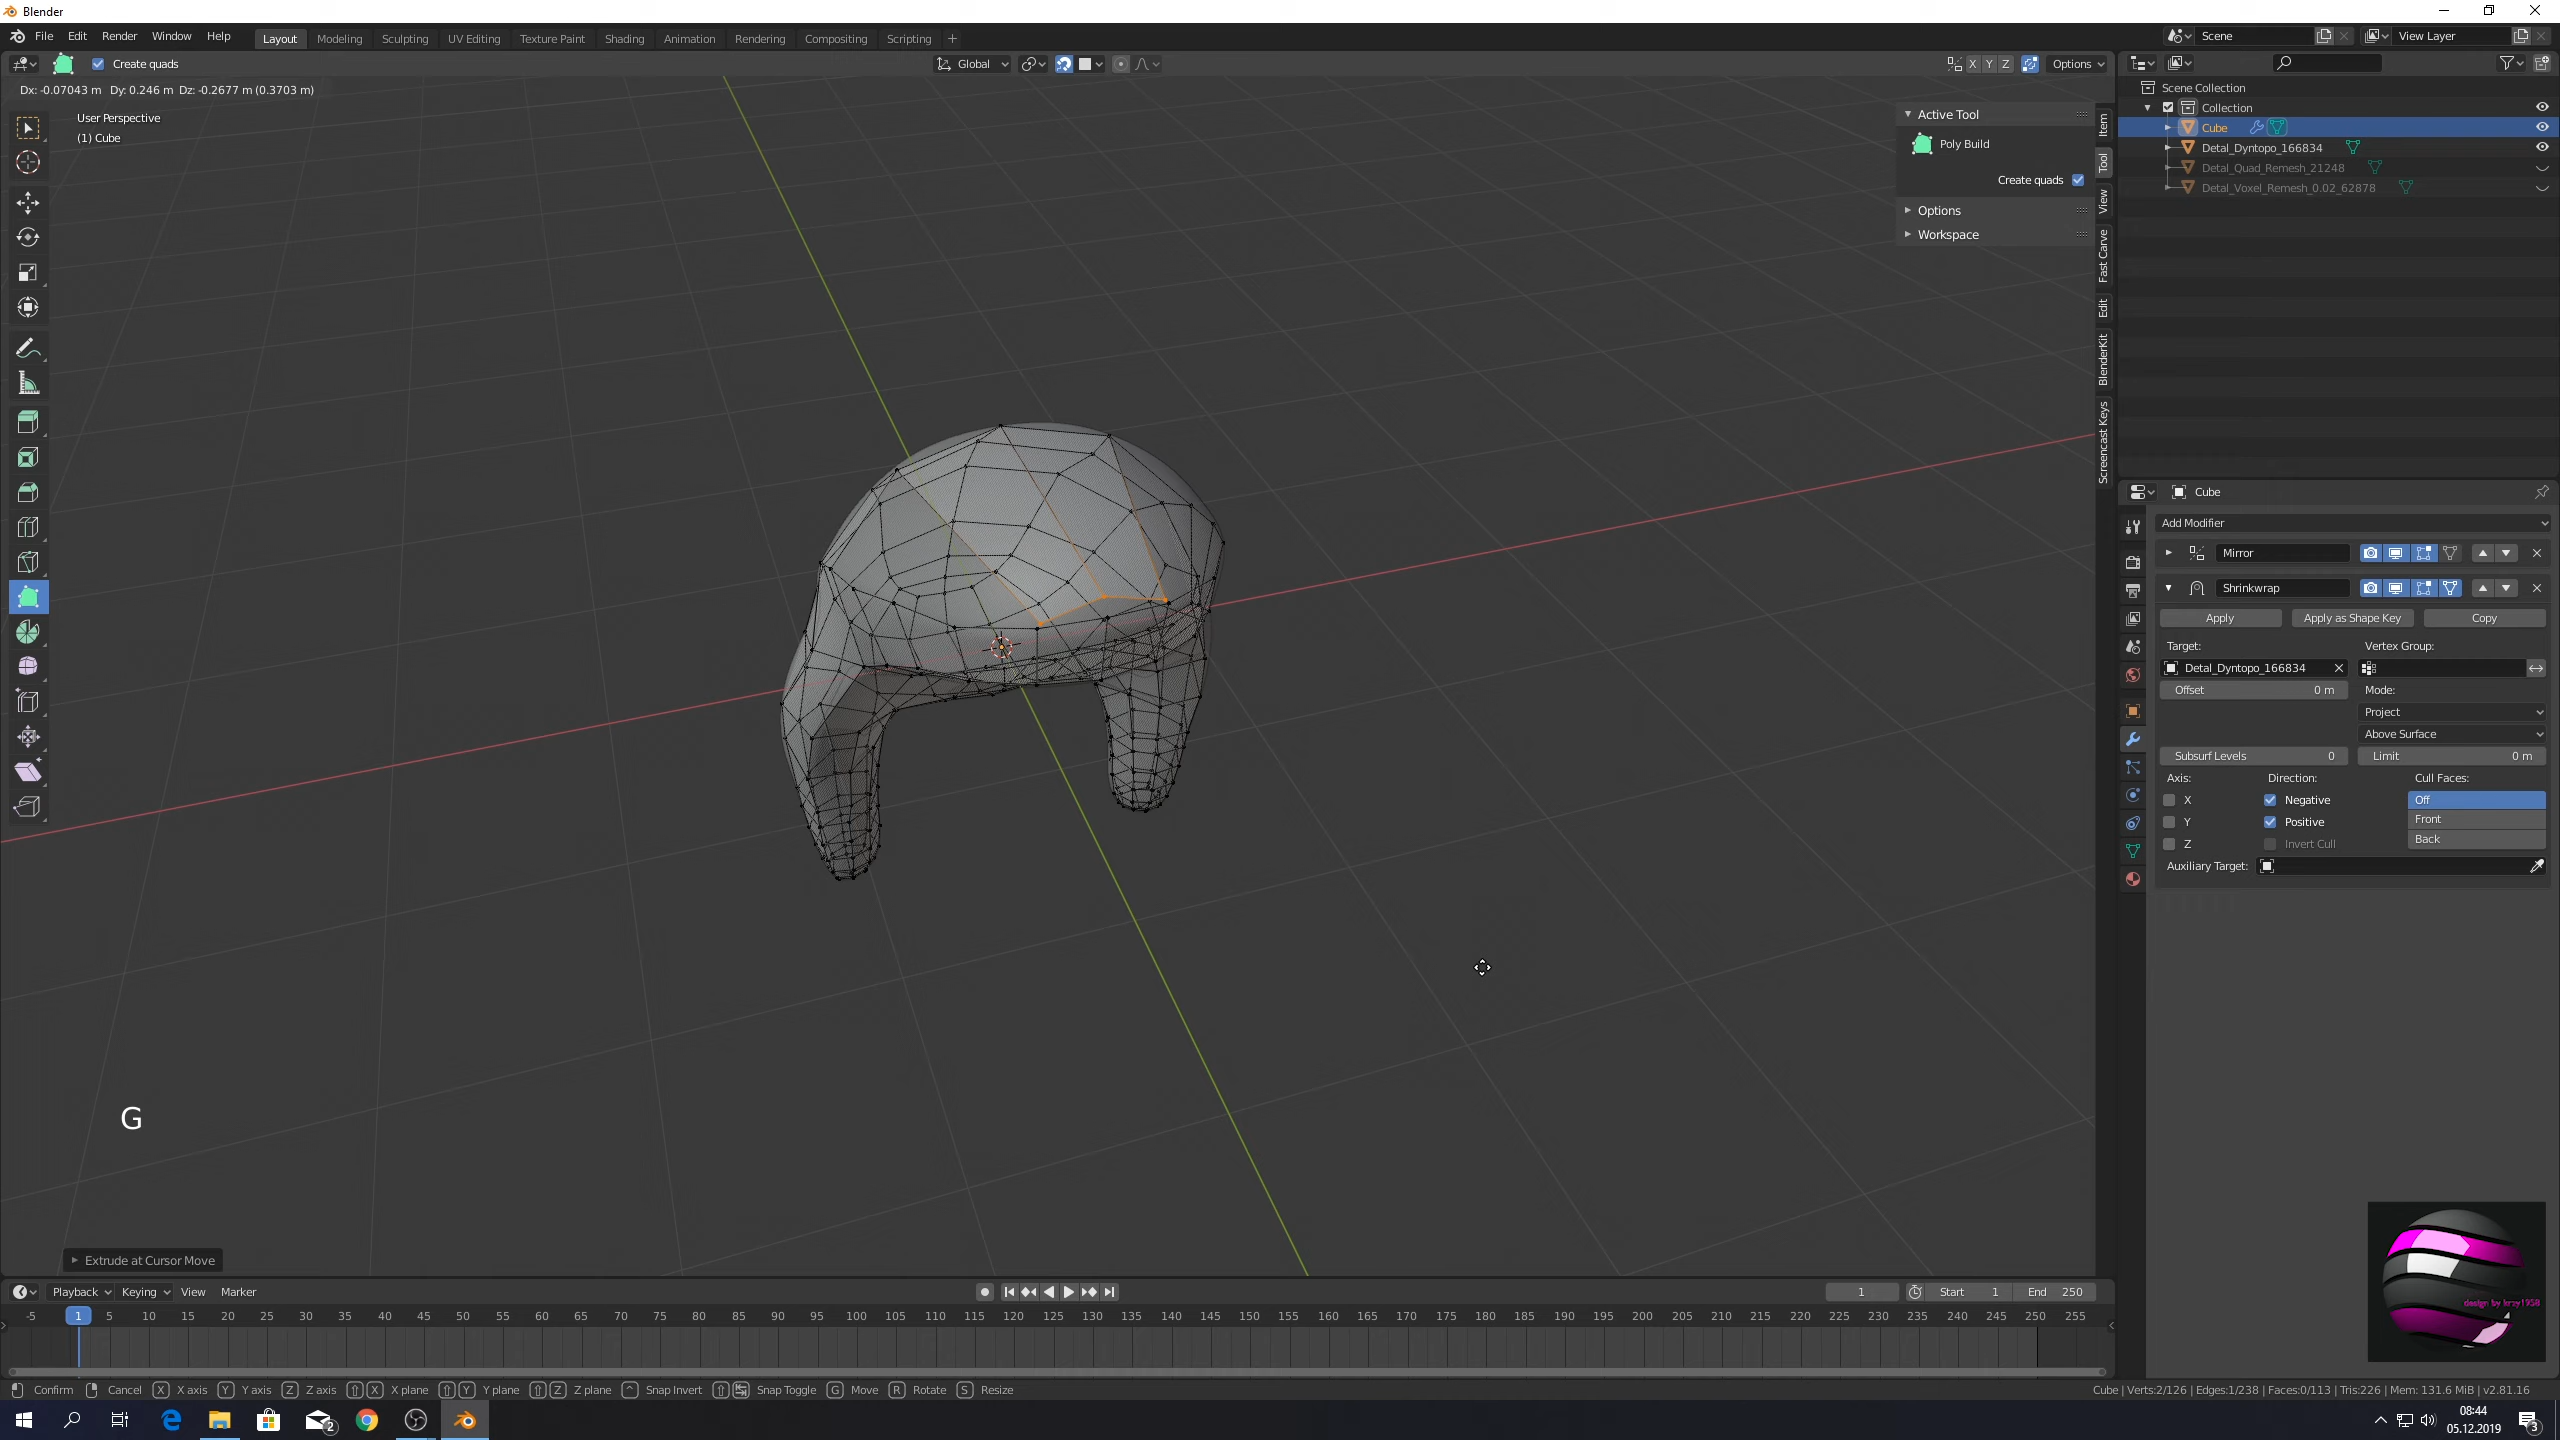 Blender
File Edit Render Window Help Layout Modeling Sculpting UV Editing Texture Paint Shading Animation Rendering Compositing Scripting + Scene View Layer
Create quads Global X Y Z Options
Dx: -0.07043 m Dy: 0.246 m Dz: -0.2677 m (0.3703 m)
User Perspective
(1) Cube
Active Tool
Poly Build
Create quads
Options
Workspace
Item
Tool
View
Fast Carve
Edit
BlenderKit
Screencast Keys
Scene Collection
Collection
Cube
Detal_Dyntopo_166834
Detal_Quad_Remesh_21248
Detal_Voxel_Remesh_0.02_62878
Cube
Add Modifier
Mirror
Shrinkwrap
Apply Apply as Shape Key Copy
Target: Vertex Group:
Detal_Dyntopo_166834
Offset 0 m Mode:
Project
Above Surface
Subsurf Levels 0 Limit 0 m
Axis: Direction: Cull Faces:
X Negative Off
Y Positive Front
Z Invert Cull Back
Auxiliary Target:
G
Extrude at Cursor Move
design by krzy1958
Playback Keying View Marker 1 Start 1 End 250
-5 1 5 10 15 20 25 30 35 40 45 50 55 60 65 70 75 80 85 90 95 100 105 110 115 120 125 130 135 140 145 150 155 160 165 170 175 180 185 190 195 200 205 210 215 220 225 230 235 240 245 250 255
Confirm Cancel X X axis Y Y axis Z Z axis X X plane Y Y plane Z Z plane Snap Invert Snap Toggle G Move R Rotate S Resize Cube | Verts:2/126 | Edges:1/238 | Faces:0/113 | Tris:226 | Mem: 131.6 MiB | v2.81.16
2 08:44 3
05.12.2019